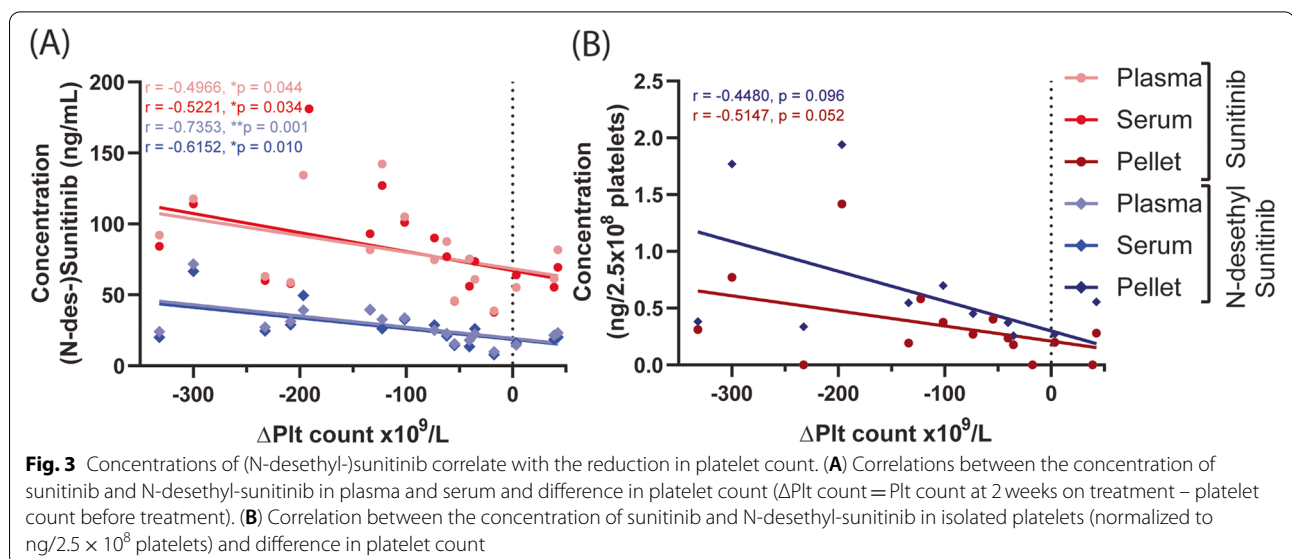 (A)
r = -0.4966, *p = 0.044
r = -0.5221, *p = 0.034
r = -0.7353, **p = 0.001
r = -0.6152, *p = 0.010
Concentration
(N-des-)Sunitinib (ng/mL)
200
150
100
50
0
-300
-200
-100
0
ΔPlt count x10⁹/L
(B)
r = -0.4480, p = 0.096
r = -0.5147, p = 0.052
Concentration
(ng/2.5x10⁸ platelets)
2.5
2.0
1.5
1.0
0.5
0.0
-300
-200
-100
0
ΔPlt count x10⁹/L
Plasma
Serum
Pellet
Sunitinib
Plasma
Serum
Pellet
N-desethyl
Sunitinib
Fig. 3 Concentrations of (N-desethyl-)sunitinib correlate with the reduction in platelet count. (A) Correlations between the concentration of
sunitinib and N-desethyl-sunitinib in plasma and serum and difference in platelet count (ΔPlt count = Plt count at 2 weeks on treatment – platelet
count before treatment). (B) Correlation between the concentration of sunitinib and N-desethyl-sunitinib in isolated platelets (normalized to
ng/2.5 × 10⁸ platelets) and difference in platelet count